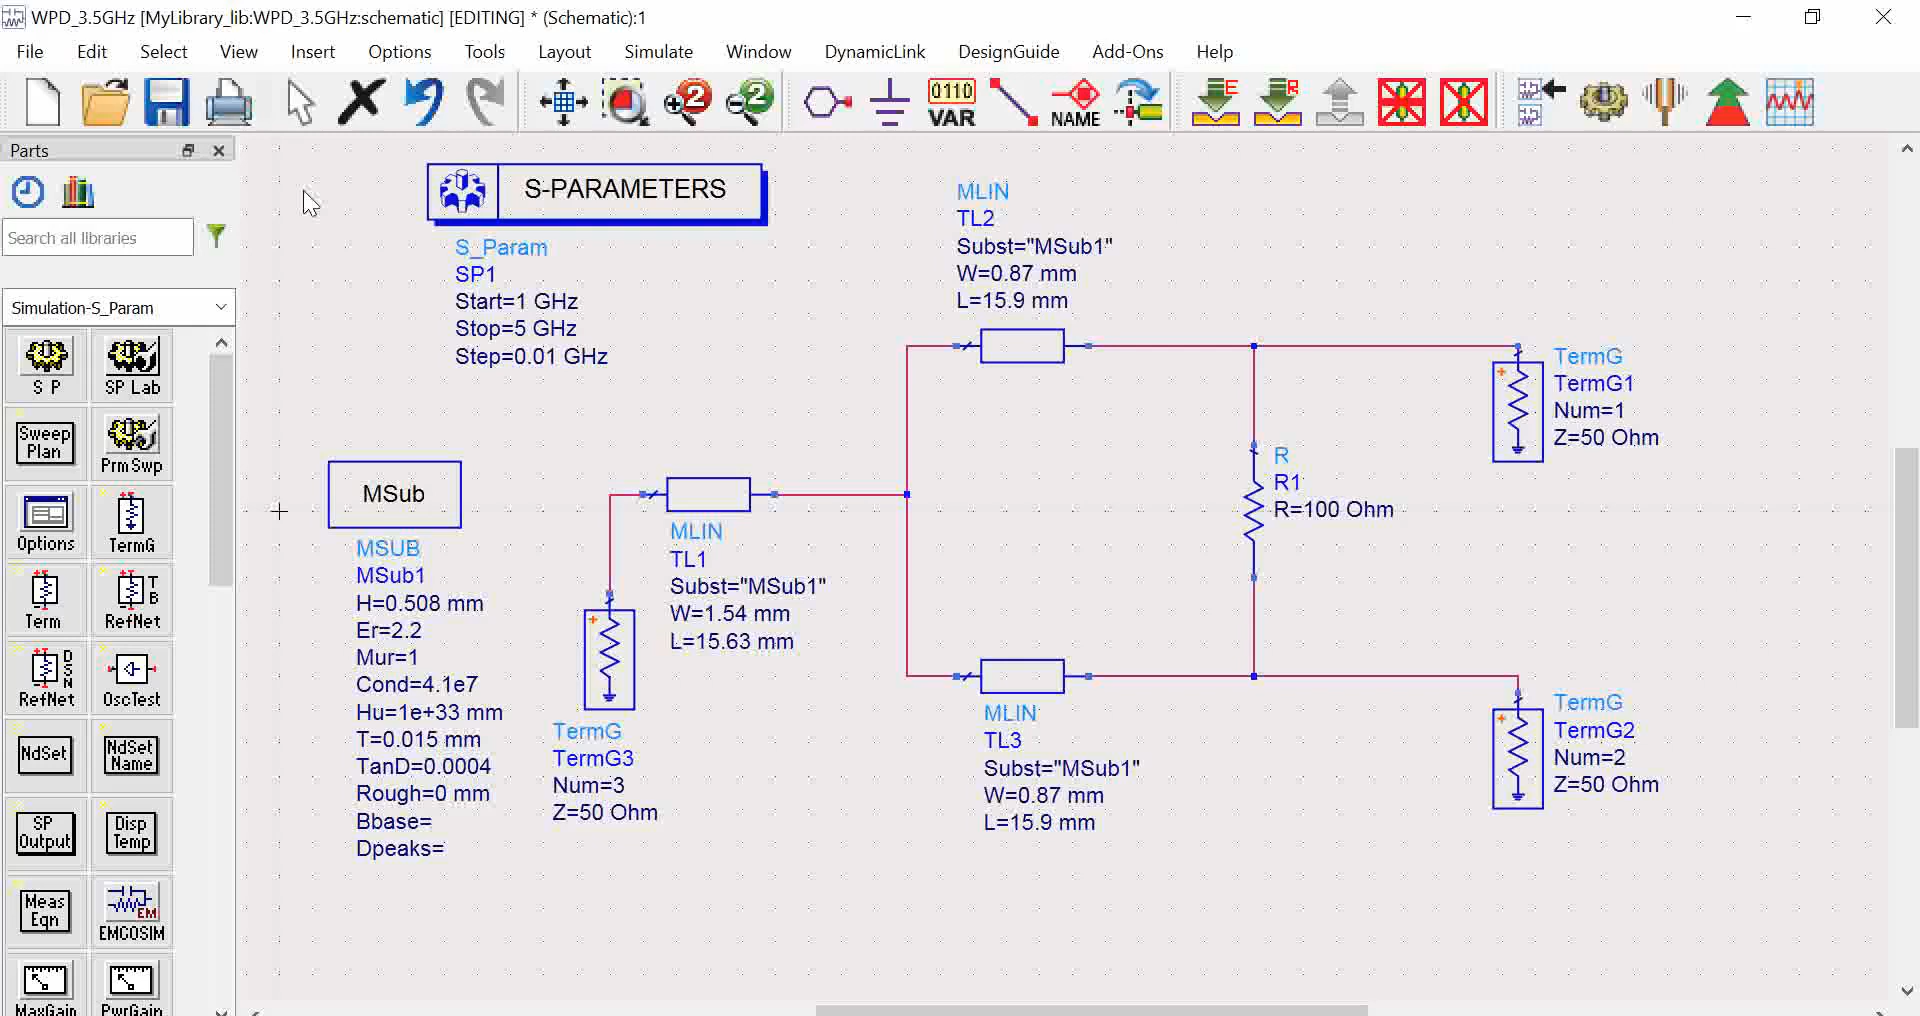 WPD_3.5GHz [MyLibrary_lib:WPD_3.5GHz:schematic] [EDITING] * (Schematic):1
File Edit Select View Insert Options Tools Layout Simulate Window DynamicLink DesignGuide Add-Ons Help
0110
VAR
NAME
E
R
Parts
Search all libraries
Simulation-S_Param
S P
SP Lab
Sweep
Plan
Prm Swp
Options
TermG
Term
T
B
RefNet
D
S
N
RefNet
OscTest
NdSet
NdSet
Name
SP
Output
Disp
Temp
Meas
Eqn
EM
EMCOSIM
MaxGain
PwrGain
S-PARAMETERS
S_Param
SP1
Start=1 GHz
Stop=5 GHz
Step=0.01 GHz
MLIN
TL2
Subst="MSub1"
W=0.87 mm
L=15.9 mm
TermG
TermG1
Num=1
Z=50 Ohm
R
R1
R=100 Ohm
MSub
MSUB
MSub1
H=0.508 mm
Er=2.2
Mur=1
Cond=4.1e7
Hu=1e+33 mm
T=0.015 mm
TanD=0.0004
Rough=0 mm
Bbase=
Dpeaks=
MLIN
TL1
Subst="MSub1"
W=1.54 mm
L=15.63 mm
TermG
TermG3
Num=3
Z=50 Ohm
MLIN
TL3
Subst="MSub1"
W=0.87 mm
L=15.9 mm
TermG
TermG2
Num=2
Z=50 Ohm